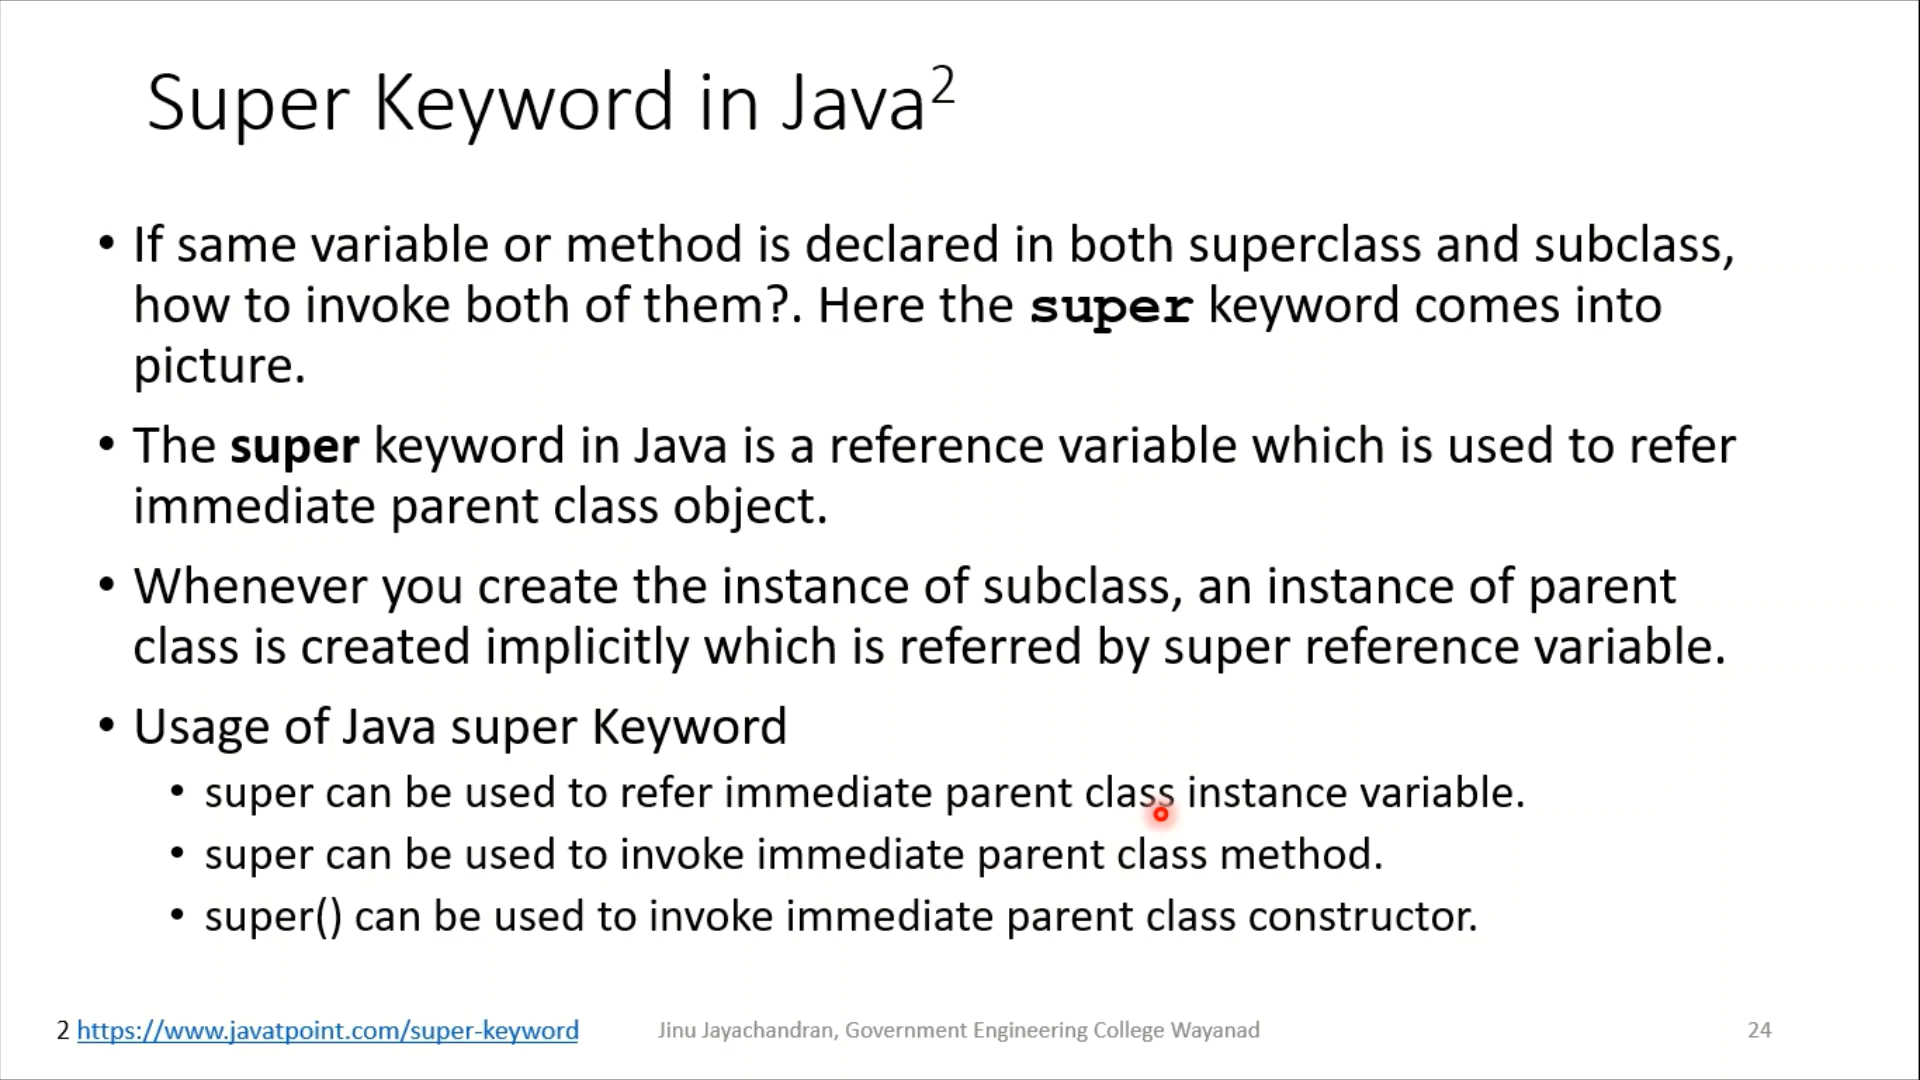 Super Keyword in Java²
• If same variable or method is declared in both superclass and subclass,
how to invoke both of them?. Here the super keyword comes into
picture.
• The super keyword in Java is a reference variable which is used to refer
immediate parent class object.
• Whenever you create the instance of subclass, an instance of parent
class is created implicitly which is referred by super reference variable.
• Usage of Java super Keyword
• super can be used to refer immediate parent class instance variable.
• super can be used to invoke immediate parent class method.
• super() can be used to invoke immediate parent class constructor.
2 https://www.javatpoint.com/super-keyword
Jinu Jayachandran, Government Engineering College Wayanad
24